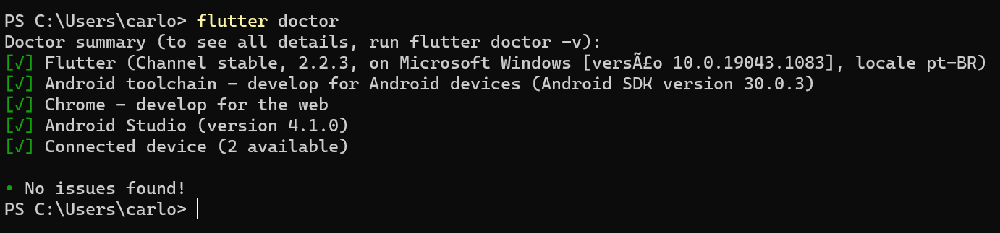 PS C:\Users\carlo> flutter doctor
Doctor summary (to see all details, run flutter doctor -v):
[√] Flutter (Channel stable, 2.2.3, on Microsoft Windows [versÃ£o 10.0.19043.1083], locale pt-BR)
[√] Android toolchain - develop for Android devices (Android SDK version 30.0.3)
[√] Chrome - develop for the web
[√] Android Studio (version 4.1.0)
[√] Connected device (2 available)
• No issues found!
PS C:\Users\carlo>